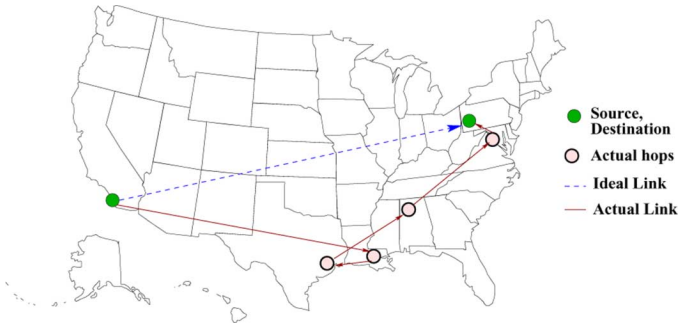 Source,
Destination
Actual hops
Ideal Link
Actual Link